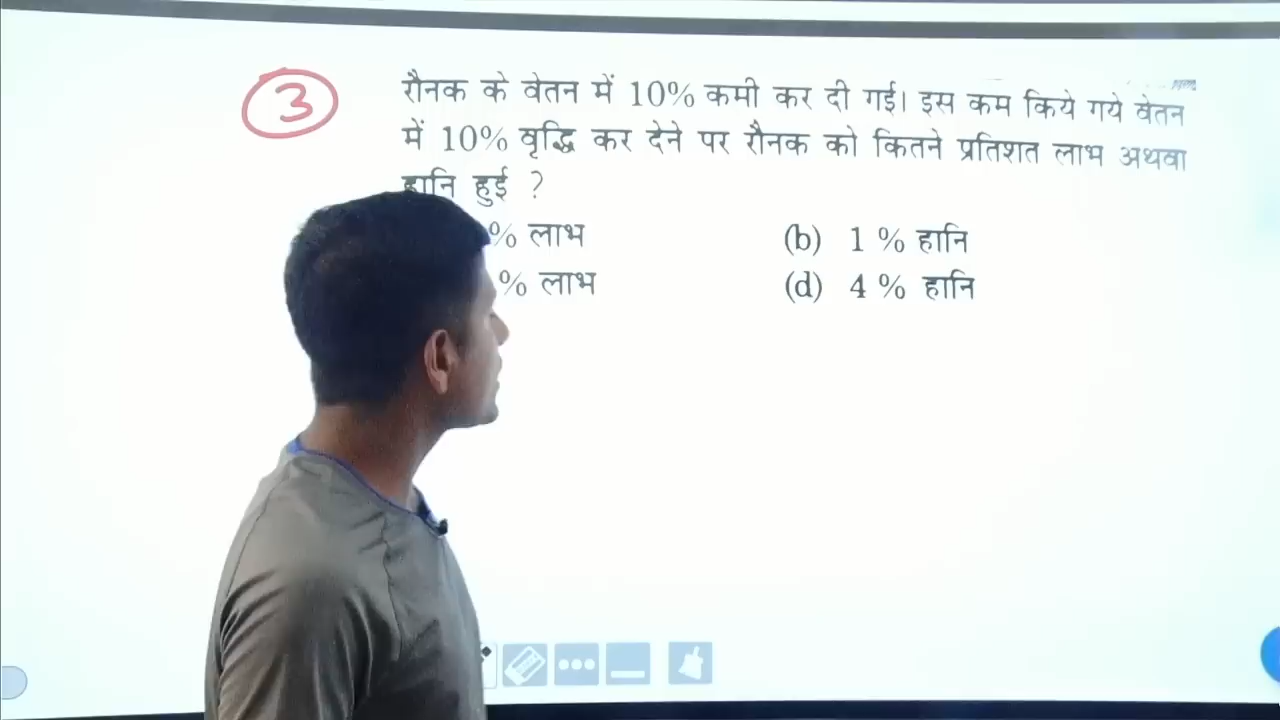 3
रौनक के वेतन में 10% कमी कर दी गई। इस कम किये गये वेतन
में 10% वृद्धि कर देने पर रौनक को कितने प्रतिशत लाभ अथवा
हानि हुई ?
% लाभ (b) 1 % हानि
% लाभ (d) 4 % हानि